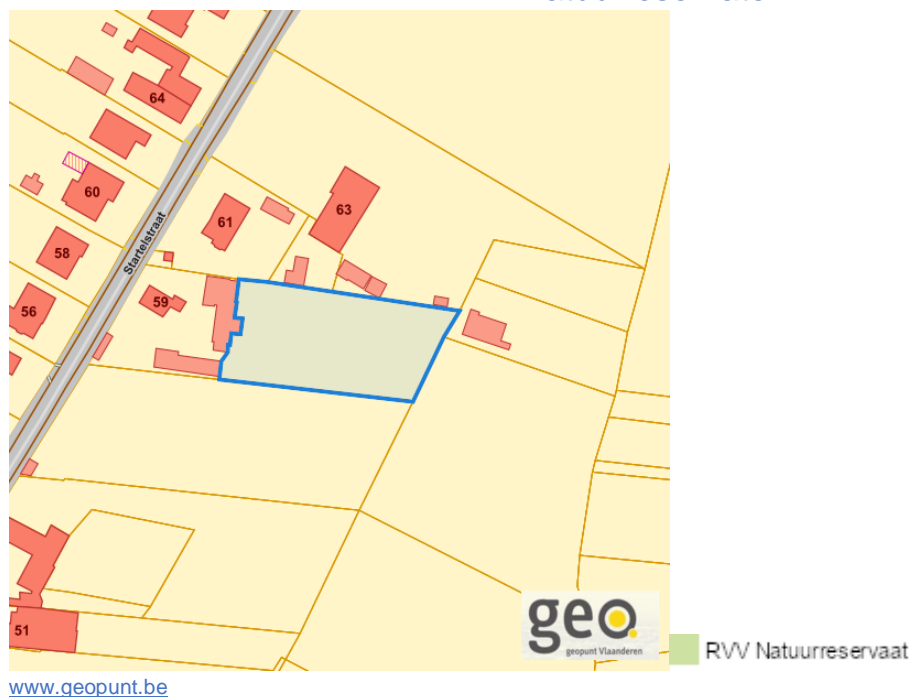 64
60
61
63
58
Startelstraat
59
56
51
geo
geopunt Vlaanderen
RVV Natuurreservaat
www.geopunt.be